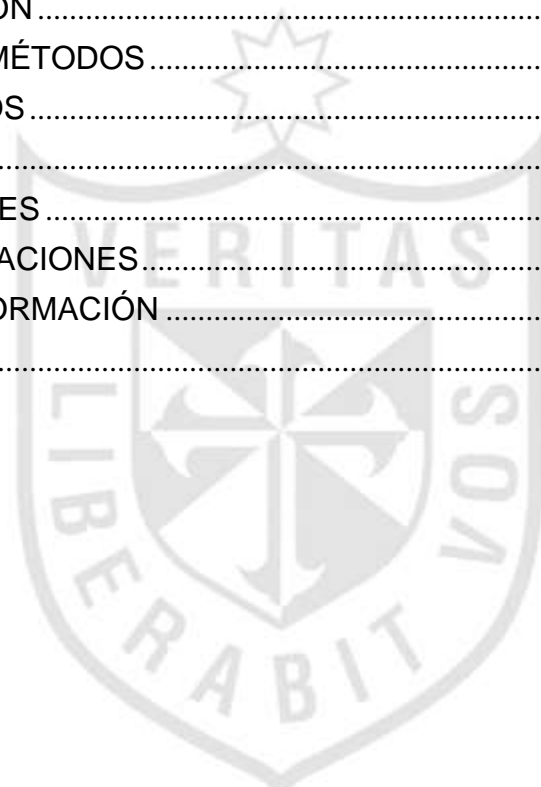 ÓN ............................................................
MÉTODOS ............................................................
OS ............................................................
............................................................
ES ............................................................
ACIONES ............................................................
ORMACIÓN ............................................................
............................................................
VERITAS
LIBERABIT VOS